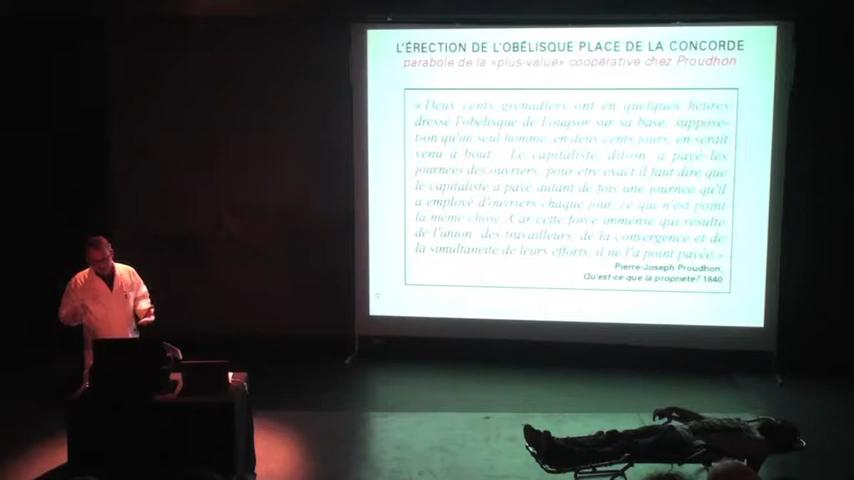 L'ÉRECTION DE L'OBÉLISQUE PLACE DE LA CONCORDE
parabole de la «plus-value» coopérative chez Proudhon
« Deux cents grenadiers ont en quelques heures
dressé l'obélisque de Louqsor sur sa base, suppose-
t-on qu'un seul homme, en deux cents jours, en serait
venu à bout. Le capitaliste, dit-on, a payé les
journées des ouvriers, pour être exact il faut dire que
le capitaliste a payé autant de fois une journée qu'il
a employé d'ouvriers chaque jour, ce qui n'est point
la même chose. Car cette force immense qui résulte
de l'union des travailleurs, de la convergence et de
la simultanéité de leurs efforts, il ne l'a point payée.»
Pierre-Joseph Proudhon,
Qu'est-ce que la propriété? 1840